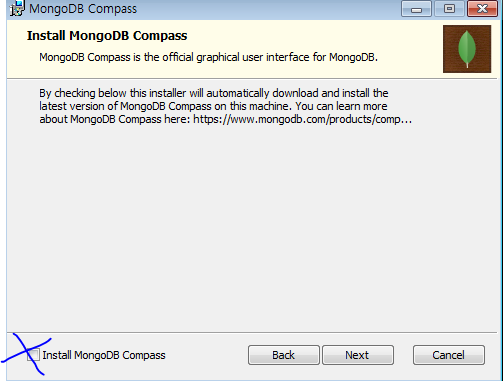 MongoDB Compass
Install MongoDB Compass
MongoDB Compass is the official graphical user interface for MongoDB.
By checking below this installer will automatically download and install the
latest version of MongoDB Compass on this machine. You can learn more
about MongoDB Compass here: https://www.mongodb.com/products/comp...
Install MongoDB Compass
Back
Next
Cancel